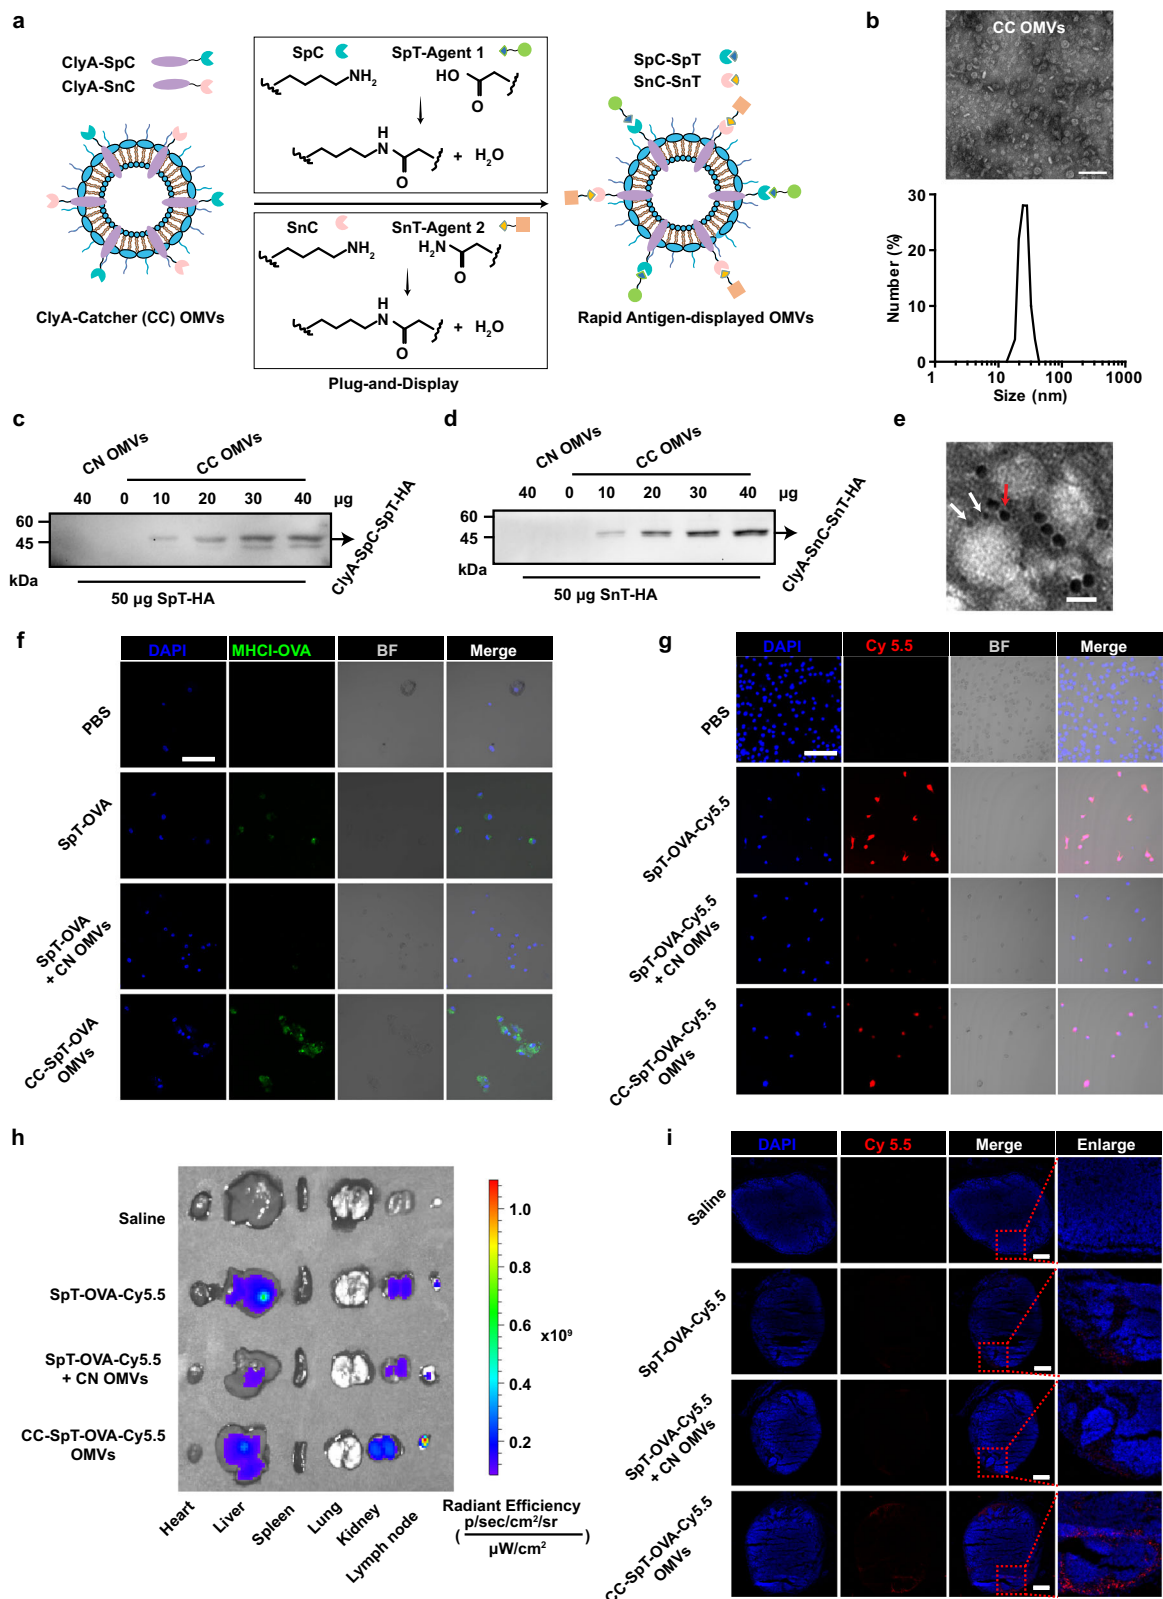 a
ClyA-SpC
ClyA-SnC
ClyA-Catcher (CC) OMVs
SpC
SpT-Agent 1
NH₂
HO
O
H
N
O
+ H₂O
SnC
SnT-Agent 2
NH₂
H₂N
O
H
N
O
+ H₂O
Plug-and-Display
SpC-SpT
SnC-SnT
Rapid Antigen-displayed OMVs
b
CC OMVs
Number (%)
30
20
10
0
1
10
100
1000
Size (nm)
c
CN OMVs
CC OMVs
40
0
10
20
30
40
µg
60
45
kDa
50 µg SpT-HA
ClyA-SpC-SpT-HA
d
CN OMVs
CC OMVs
40
0
10
20
30
40
µg
60
45
kDa
50 µg SnT-HA
ClyA-SnC-SnT-HA
e
f
DAPI
MHCI-OVA
BF
Merge
PBS
SpT-OVA
SpT-OVA
+ CN OMVs
CC-SpT-OVA
OMVs
g
DAPI
Cy 5.5
BF
Merge
PBS
SpT-OVA-Cy5.5
SpT-OVA-Cy5.5
+ CN OMVs
CC-SpT-OVA-Cy5.5
OMVs
h
Saline
SpT-OVA-Cy5.5
SpT-OVA-Cy5.5
+ CN OMVs
CC-SpT-OVA-Cy5.5
OMVs
Heart
Liver
Spleen
Lung
Kidney
Lymph node
1.0
0.8
0.6
0.4
0.2
x10⁹
Radiant Efficiency
( p/sec/cm²/sr )
µW/cm²
i
DAPI
Cy 5.5
Merge
Enlarge
Saline
SpT-OVA-Cy5.5
SpT-OVA-Cy5.5
+ CN OMVs
CC-SpT-OVA-Cy5.5
OMVs